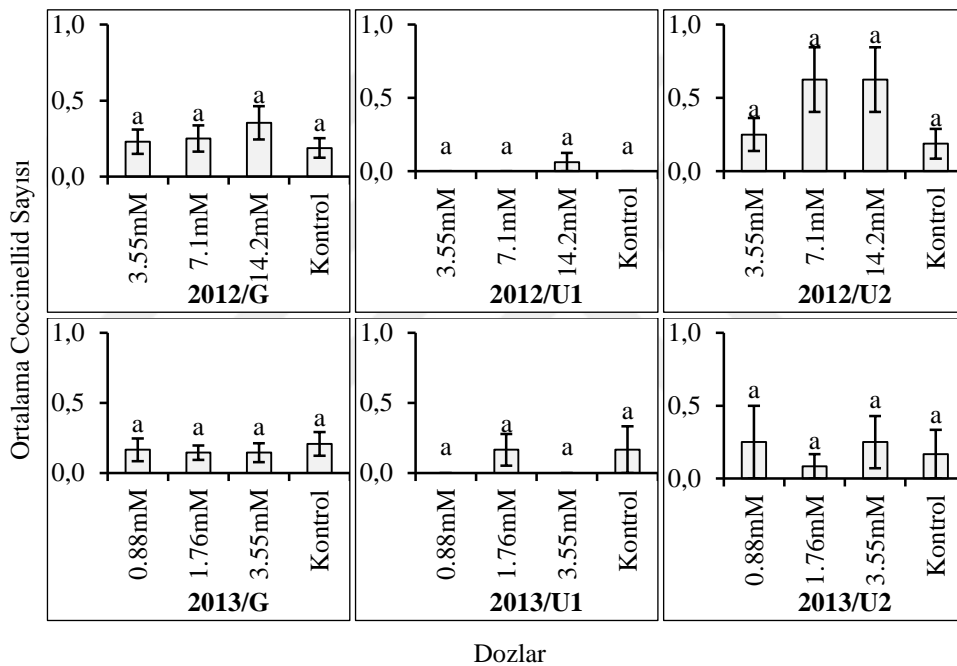 Ortalama Coccinellid Sayısı
1,0
0,5
0,0
a
a
a
a
3.55mM
7.1mM
14.2mM
Kontrol
2012/G
1,0
0,5
0,0
a
a
a
a
3.55mM
7.1mM
14.2mM
Kontrol
2012/U1
1,0
0,5
0,0
a
a
a
a
3.55mM
7.1mM
14.2mM
Kontrol
2012/U2
1,0
0,5
0,0
a
a
a
a
0.88mM
1.76mM
3.55mM
Kontrol
2013/G
1,0
0,5
0,0
a
a
a
a
0.88mM
1.76mM
3.55mM
Kontrol
2013/U1
1,0
0,5
0,0
a
a
a
a
0.88mM
1.76mM
3.55mM
Kontrol
2013/U2
Dozlar